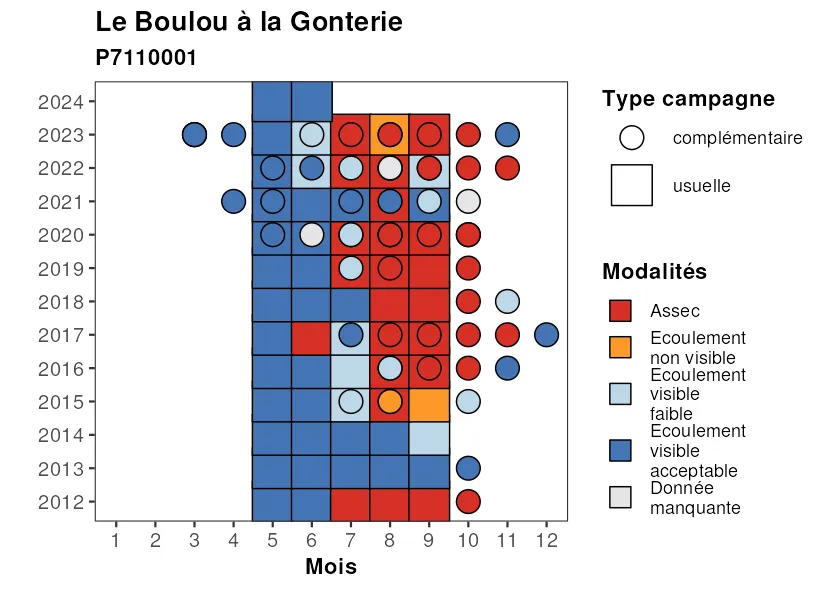 Le Boulou à la Gonterie
P7110001
2024
2023
2022
2021
2020
2019
2018
2017
2016
2015
2014
2013
2012
1 2 3 4 5 6 7 8 9 10 11 12
Mois
Type campagne
complémentaire
usuelle
Modalités
Assec
Ecoulement
non visible
Ecoulement
visible
faible
Ecoulement
visible
acceptable
Donnée
manquante